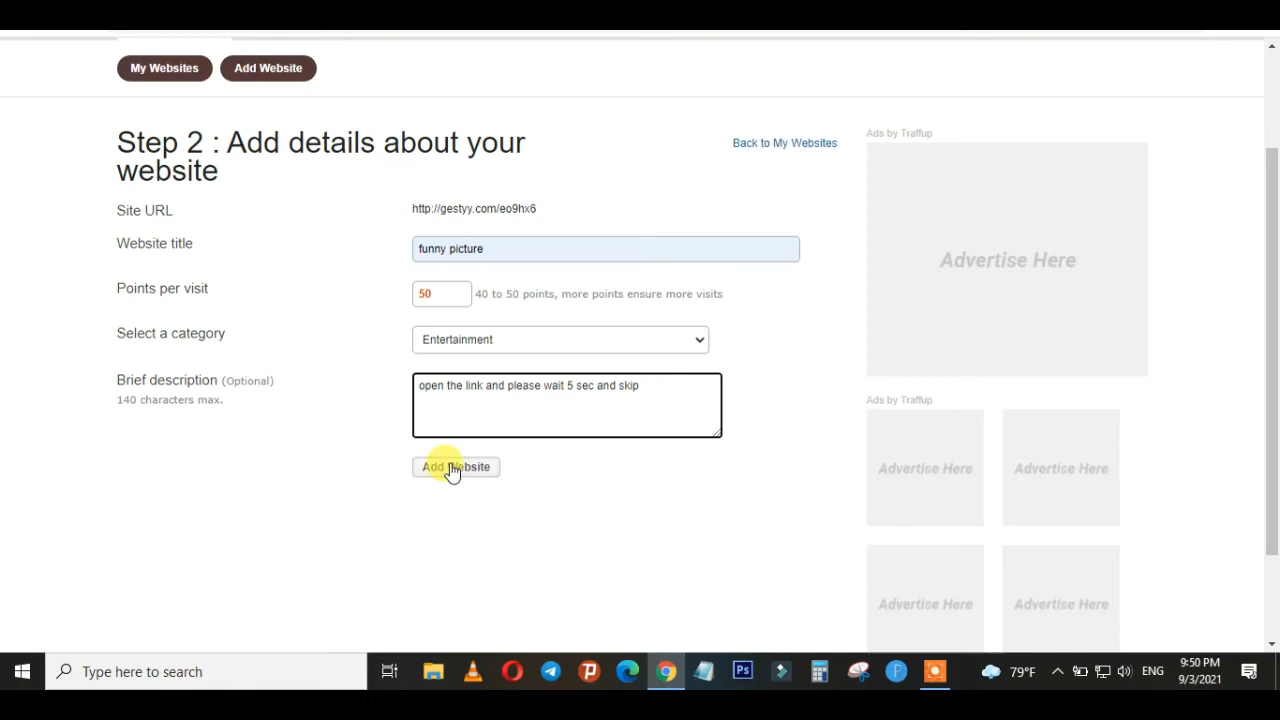 My Websites
Add Website
Step 2 : Add details about your
website
Back to My Websites
Site URL
http://gestyy.com/eo9hx6
Website title
funny picture
Points per visit
50
40 to 50 points, more points ensure more visits
Select a category
Entertainment
Brief description (Optional)
140 characters max.
open the link and please wait 5 sec and skip
Add Website
Ads by Traffup
Advertise Here
Ads by Traffup
Advertise Here
Advertise Here
Advertise Here
Advertise Here
Type here to search
Ps
79°F
ENG
9:50 PM
9/3/2021